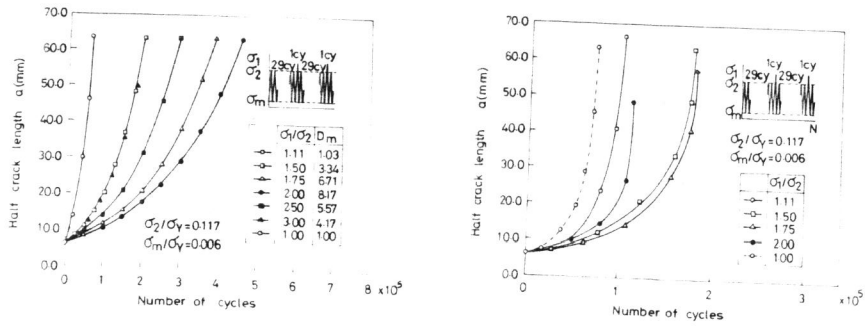 70·0
60·0
50·0
40·0
30·0
20·0
10·0
0·0
Half crack length a(mm)
0 1 2 3 4 5 6 7 8 x10⁵
Number of cycles
1cy 1cy
29cy 29cy
σ1
σ2
σm
σ1/σ2 Dm
1·11 1·03
1·50 3·34
1·75 6·71
2·00 8·17
2·50 5·57
3·00 4·17
1·00 1·00
σ2/σY=0·117
σm/σY=0·006
70·0
60·0
50·0
40·0
30·0
20·0
10·0
0·0
Half crack length a(mm)
0 1 2 3 x10⁵
Number of cycles
1cy 1cy
29cy 29cy
σ1
σ2
σm
N
σ2/σY=0·117
σm/σY=0·006
σ1/σ2
1·11
1·50
1·75
2·00
1·00